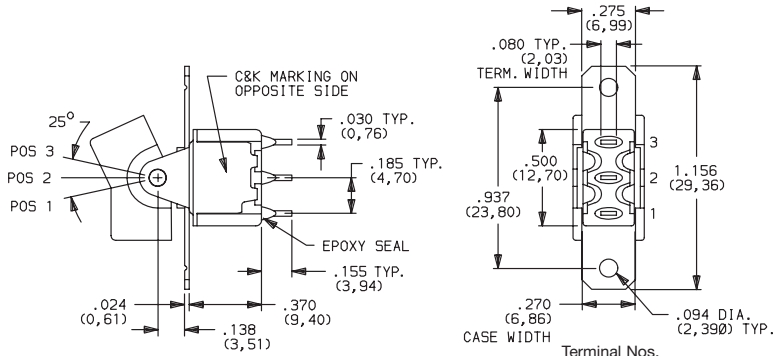 C&K MARKING ON
OPPOSITE SIDE
25°
POS 3
POS 2
POS 1
.030 TYP.
(0,76)
.185 TYP.
(4,70)
EPOXY SEAL
.155 TYP.
(3,94)
.024
(0,61)
.370
(9,40)
.138
(3,51)
.275
(6,99)
.080 TYP.
(2,03)
TERM. WIDTH
3
2
1
.500
(12,70)
.937
(23,80)
1.156
(29,36)
.270
(6,86)
CASE WIDTH
.094 DIA.
(2,39Ø) TYP.
Terminal Nos.